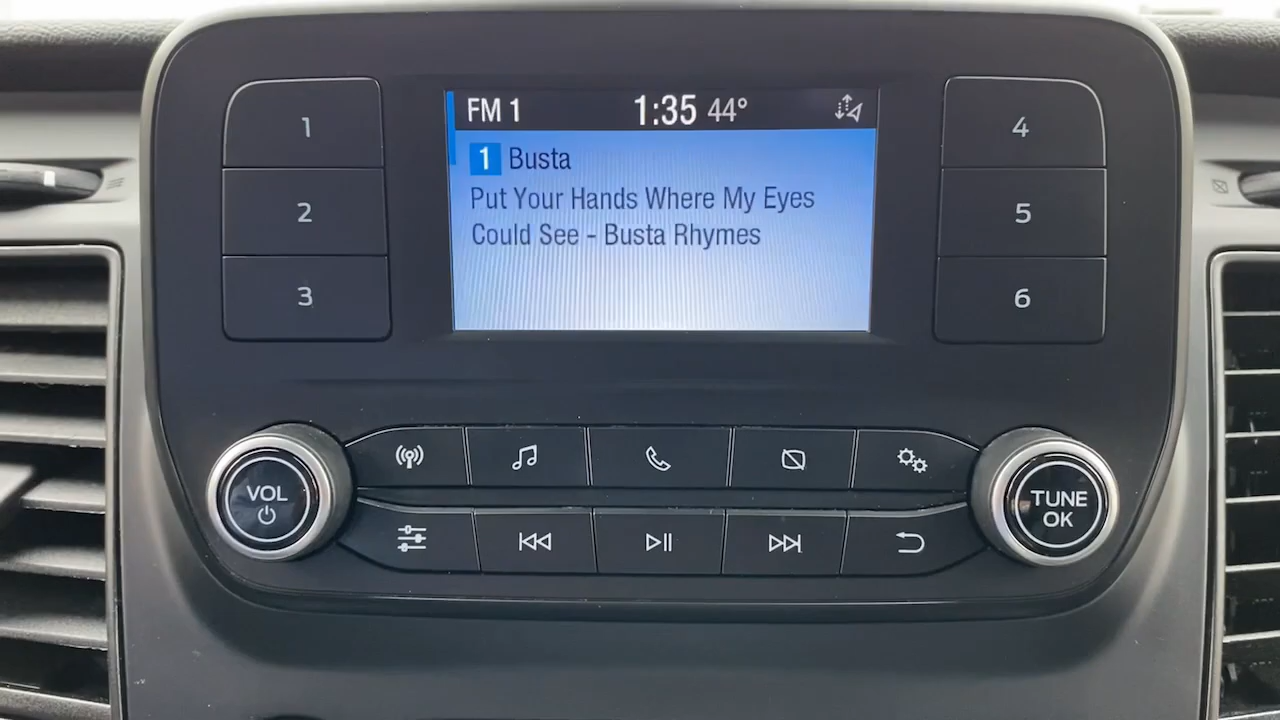 FM 1 1:35 44°
1 Busta
Put Your Hands Where My Eyes
Could See - Busta Rhymes
1
2
3
4
5
6
VOL
TUNE
OK